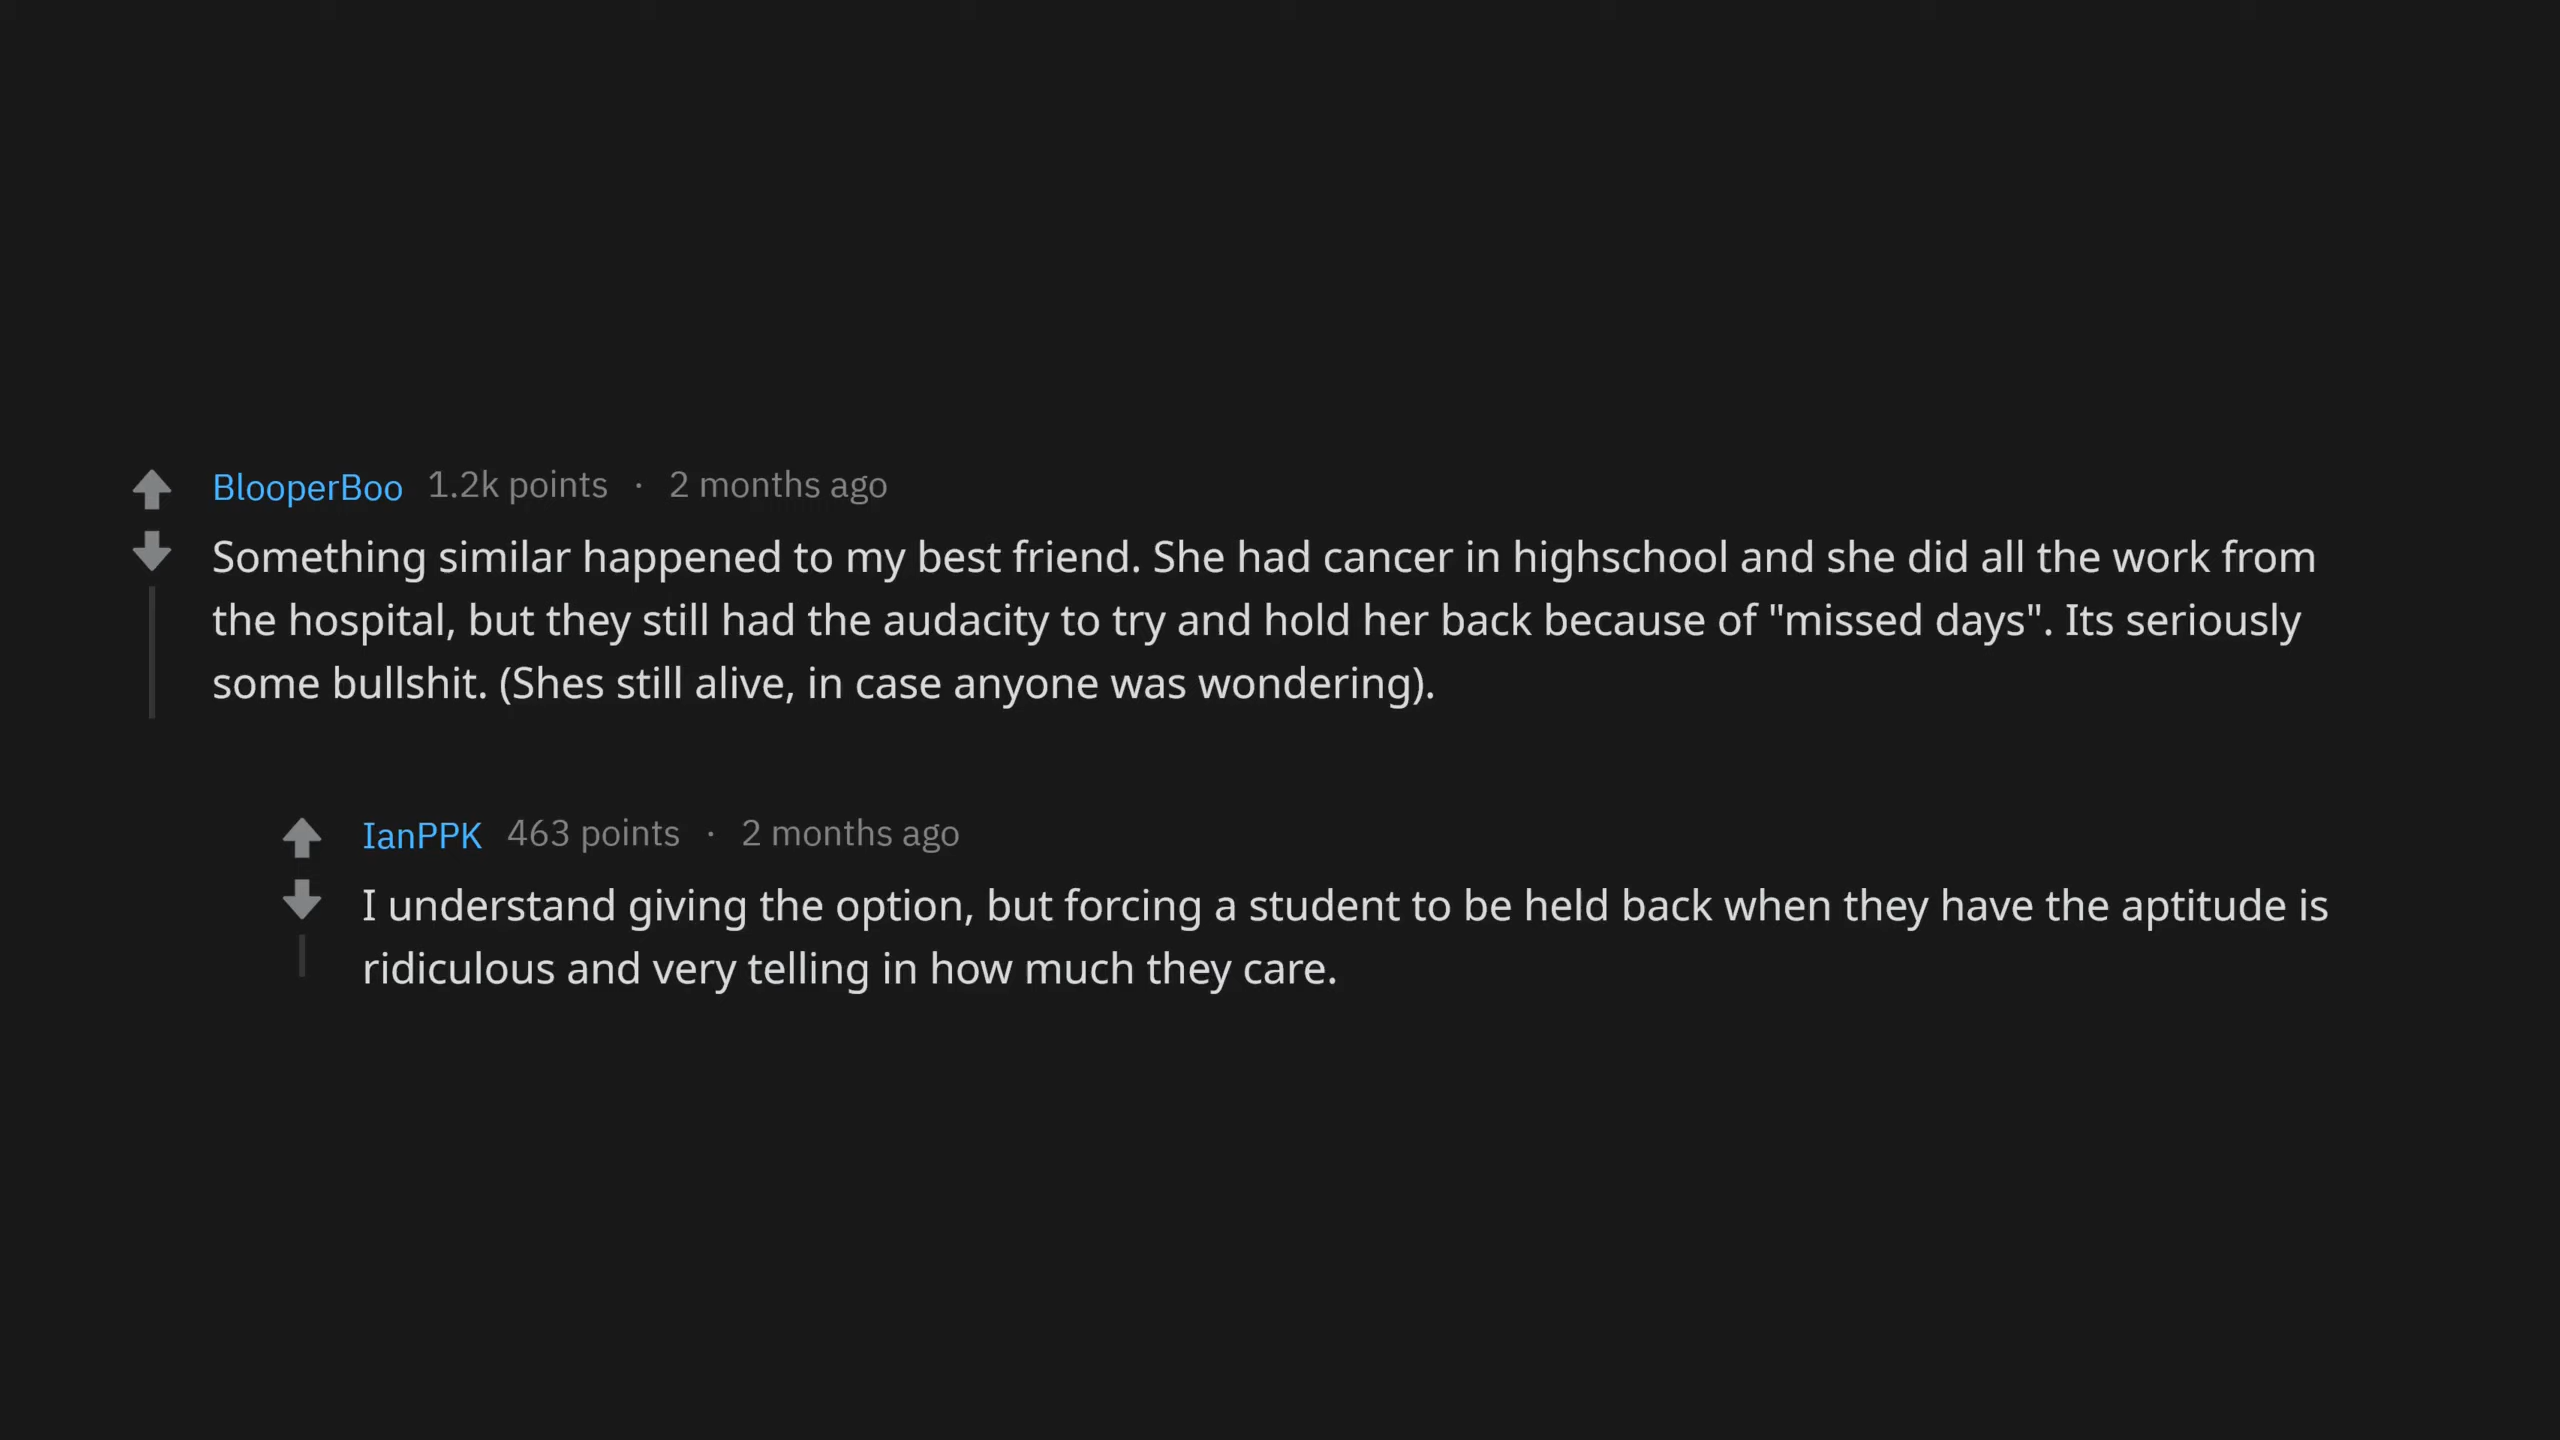 BlooperBoo 1.2k points · 2 months ago
Something similar happened to my best friend. She had cancer in highschool and she did all the work from
the hospital, but they still had the audacity to try and hold her back because of "missed days". Its seriously
some bullshit. (Shes still alive, in case anyone was wondering).
IanPPK 463 points · 2 months ago
I understand giving the option, but forcing a student to be held back when they have the aptitude is
ridiculous and very telling in how much they care.